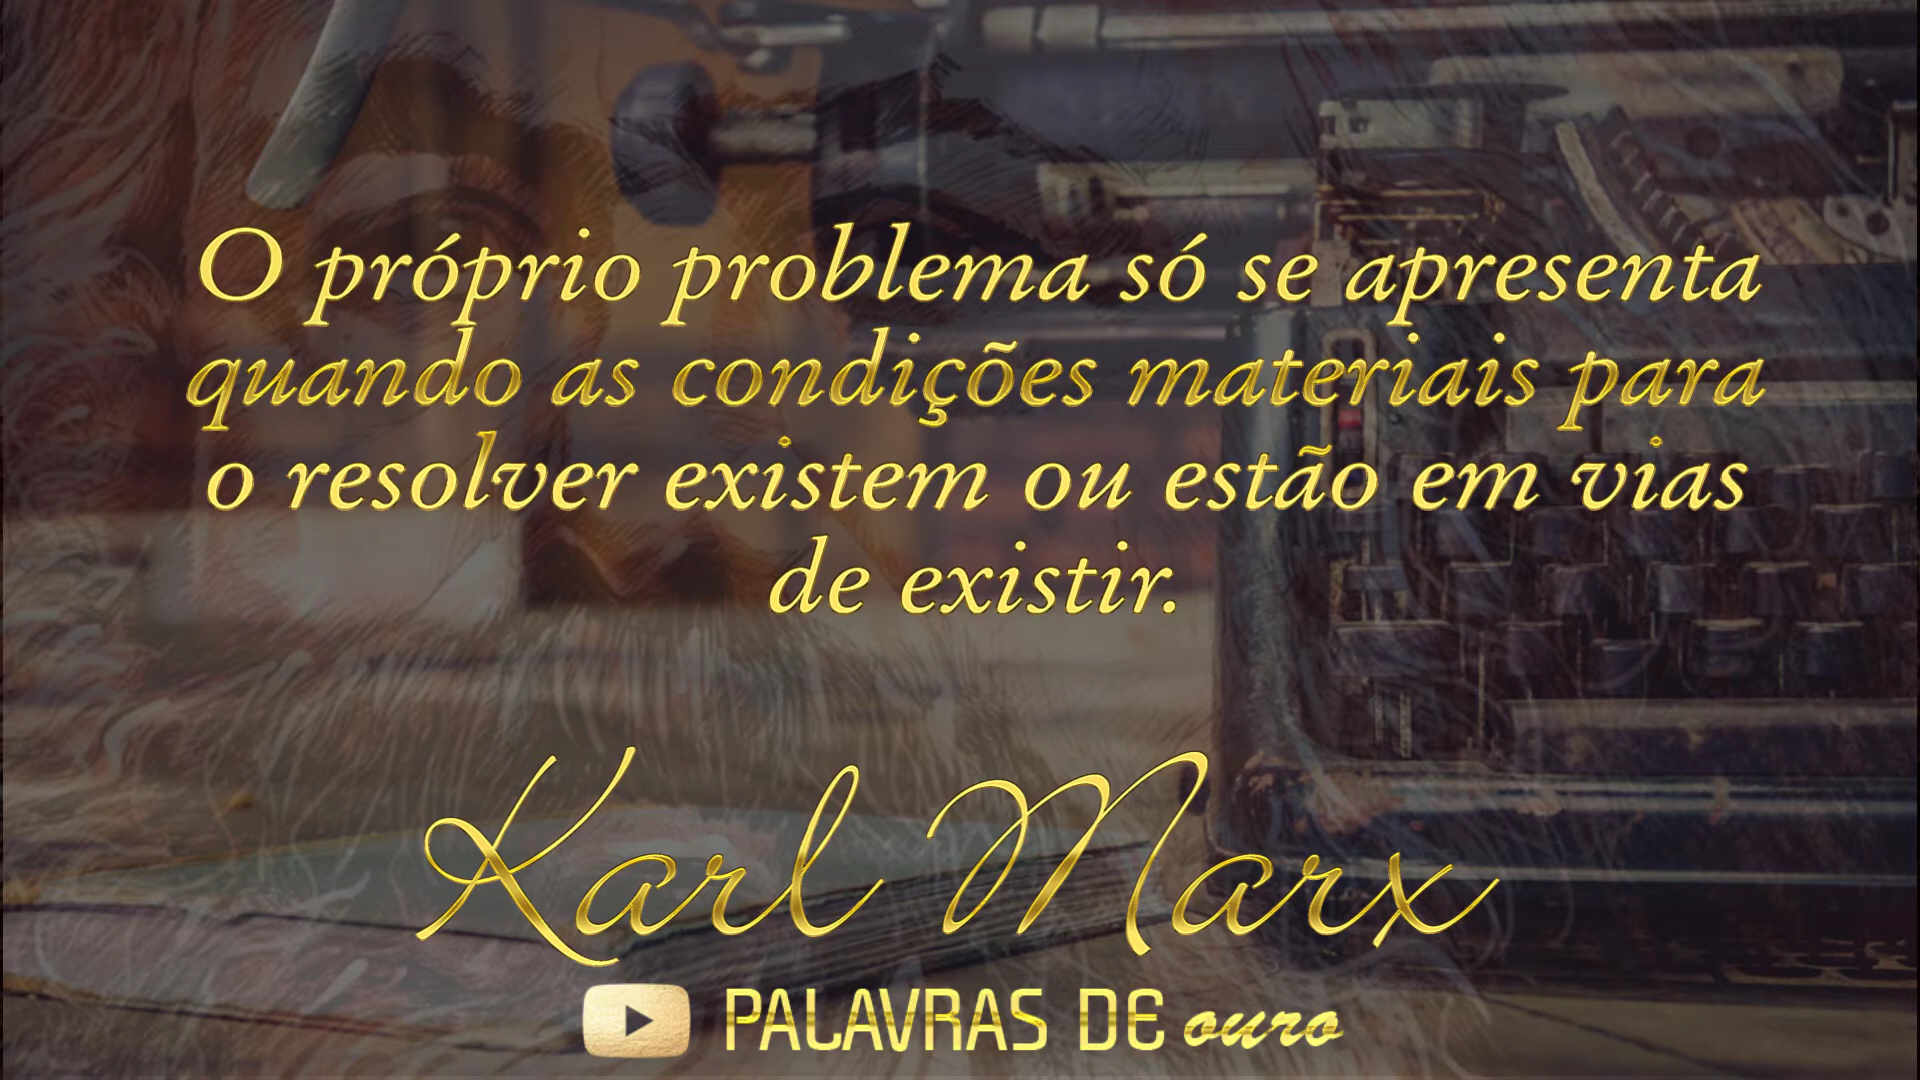 O próprio problema só se apresenta
quando as condições materiais para
o resolver existem ou estão em vias
de existir.
Karl Marx
PALAVRAS DE ouro